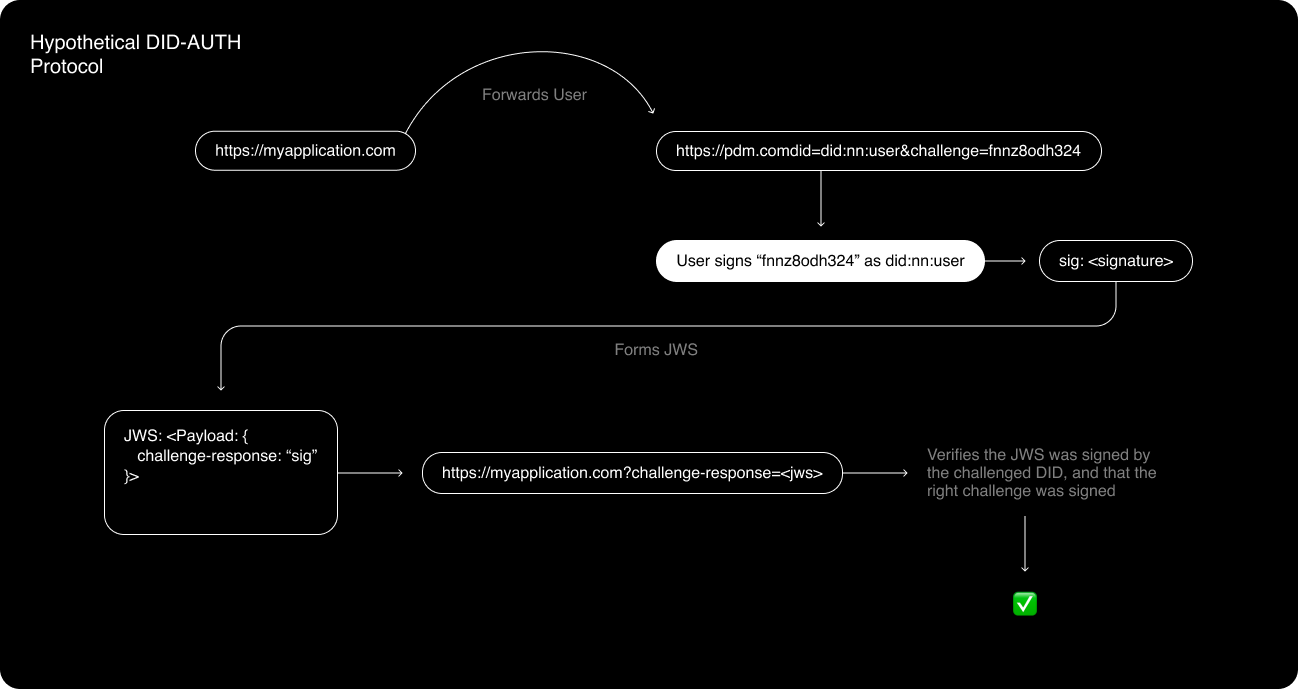 Hypothetical DID-AUTH
Protocol
Forwards User
https://myapplication.com
https://pdm.comdid=did:nn:user&challenge=fnnz8odh324
User signs “fnnz8odh324” as did:nn:user
sig: <signature>
Forms JWS
JWS: <Payload: {
challenge-response: “sig”
}>
https://myapplication.com?challenge-response=<jws>
Verifies the JWS was signed by
the challenged DID, and that the
right challenge was signed